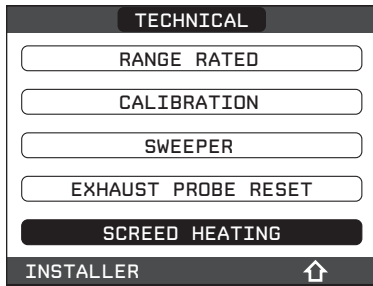 TECHNICAL
RANGE RATED
CALIBRATION
SWEEPER
EXHAUST PROBE RESET
SCREED HEATING
INSTALLER